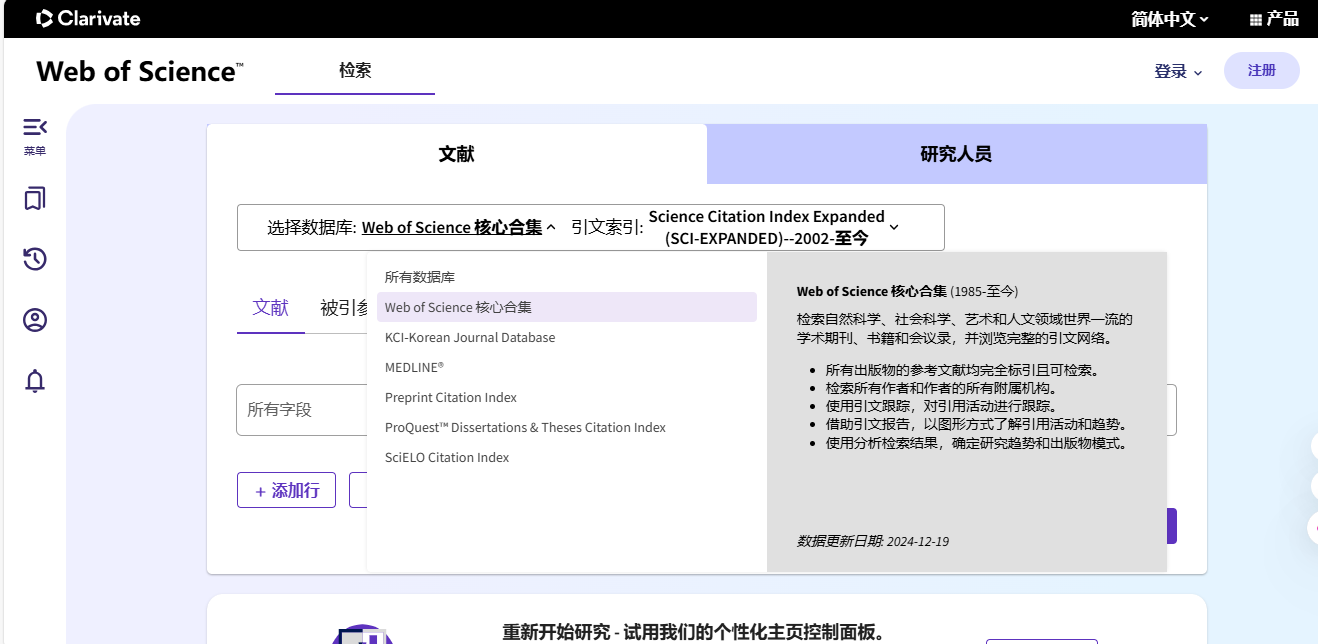 Clarivate
简体中文
产品
Web of Science™
检索
登录
注册
菜单
文献
研究人员
选择数据库: Web of Science 核心合集
引文索引:
Science Citation Index Expanded
(SCI-EXPANDED)--2002-至今
所有数据库
Web of Science 核心合集
KCI-Korean Journal Database
MEDLINE®
Preprint Citation Index
ProQuest™ Dissertations & Theses Citation Index
SciELO Citation Index
Web of Science 核心合集 (1985-至今)
检索自然科学、社会科学、艺术和人文领域世界一流的
学术期刊、书籍和会议录，并浏览完整的引文网络。
所有出版物的参考文献均完全标引且可检索。
检索所有作者和作者的所有附属机构。
使用引文跟踪，对引用活动进行跟踪。
借助引文报告，以图形方式了解引用活动和趋势。
使用分析检索结果，确定研究趋势和出版物模式。
数据更新日期: 2024-12-19
文献
被引参
所有字段
+ 添加行
重新开始研究 - 试用我们的个性化主页控制面板。